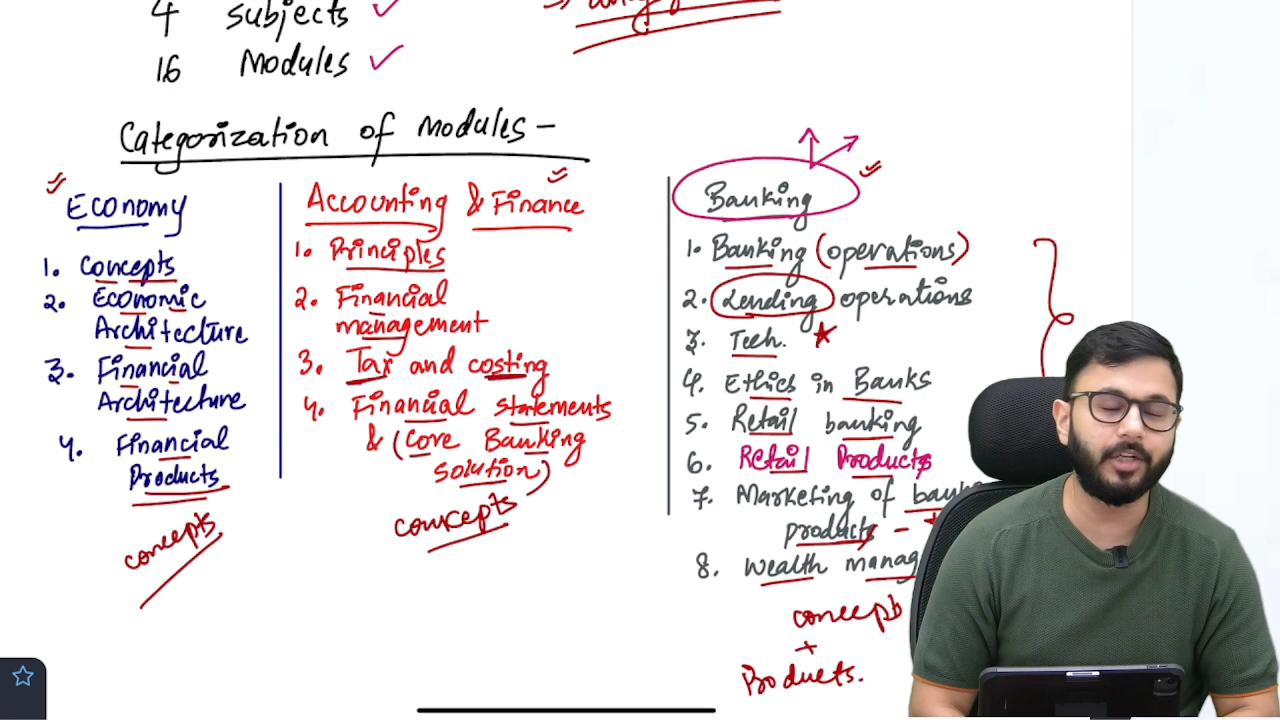 4 subjects
16 Modules
Categorization of modules -
Economy
1. Concepts
2. Economic
Architecture
3. Financial
Architecture
4. Financial
Products
concepts
Accounting & Finance
1. Principles
2. Financial
management
3. Tax and costing
4. Financial statements
& (Core Banking
solution)
concepts
Banking
1. Banking (operations)
2. Lending operations
3. Tech.
4. Ethics in Banks
5. Retail banking
6. Retail Products
7. Marketing of
products -
8. Wealth
+
Products.